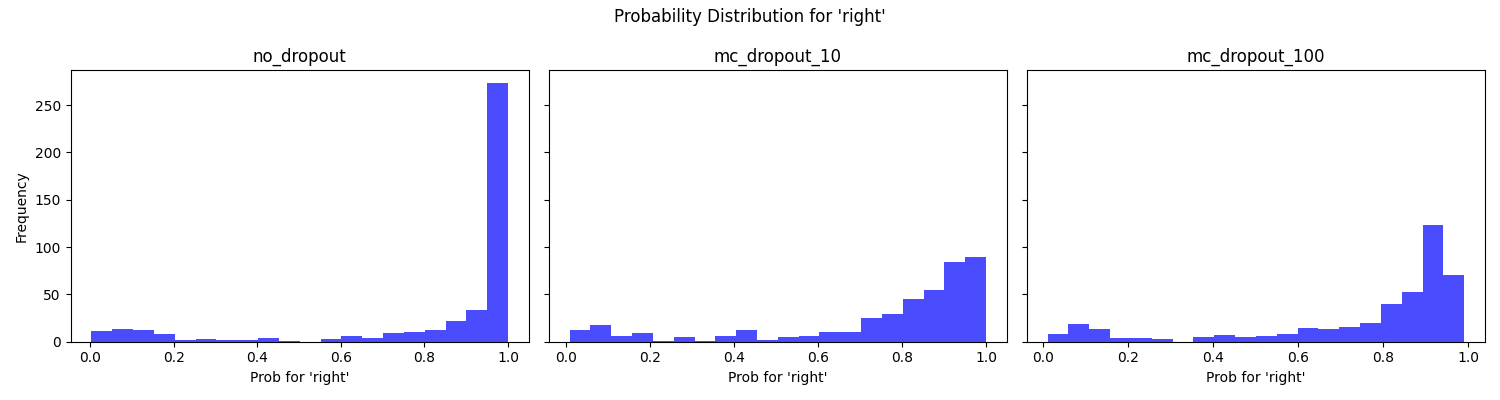 Probability Distribution for 'right'
no_dropout
mc_dropout_10
mc_dropout_100
Frequency
250
200
150
100
50
0
0.0 0.2 0.4 0.6 0.8 1.0
0.0 0.2 0.4 0.6 0.8 1.0
0.0 0.2 0.4 0.6 0.8 1.0
Prob for 'right'
Prob for 'right'
Prob for 'right'